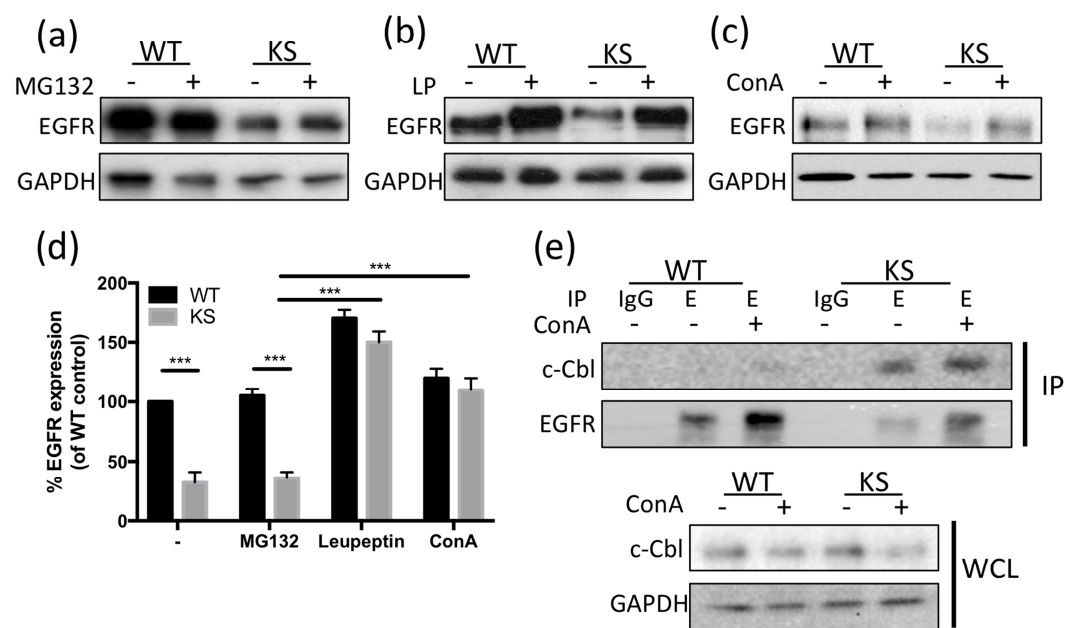 (a)
WT KS
MG132 - + - +
EGFR
GAPDH
(b)
WT KS
LP - + - +
EGFR
GAPDH
(c)
WT KS
ConA - + - +
EGFR
GAPDH
(d)
% EGFR expression
(of WT control)
200
150
100
50
0
WT
KS
***
***
***
***
- MG132 Leupeptin ConA
(e)
WT KS
IP IgG E E IgG E E
ConA - - + - - +
c-Cbl
EGFR
IP
WT KS
ConA - + - +
c-Cbl
GAPDH
WCL